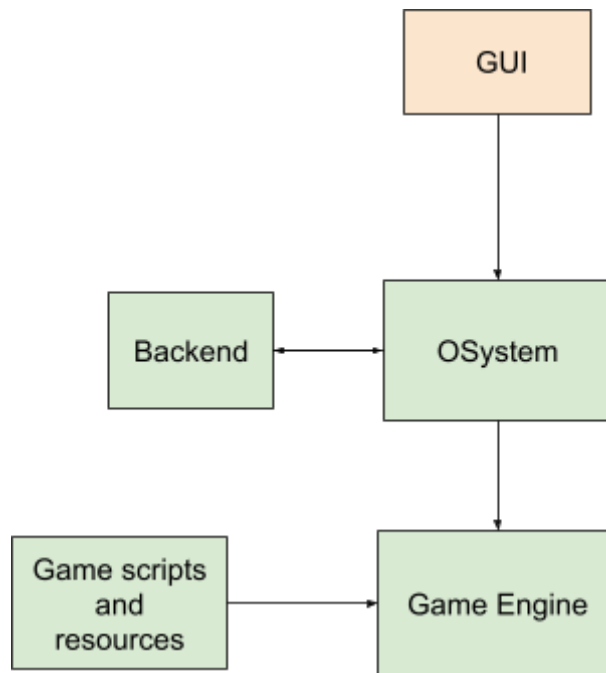 GUI
Backend
OSystem
Game scripts
and
resources
Game Engine